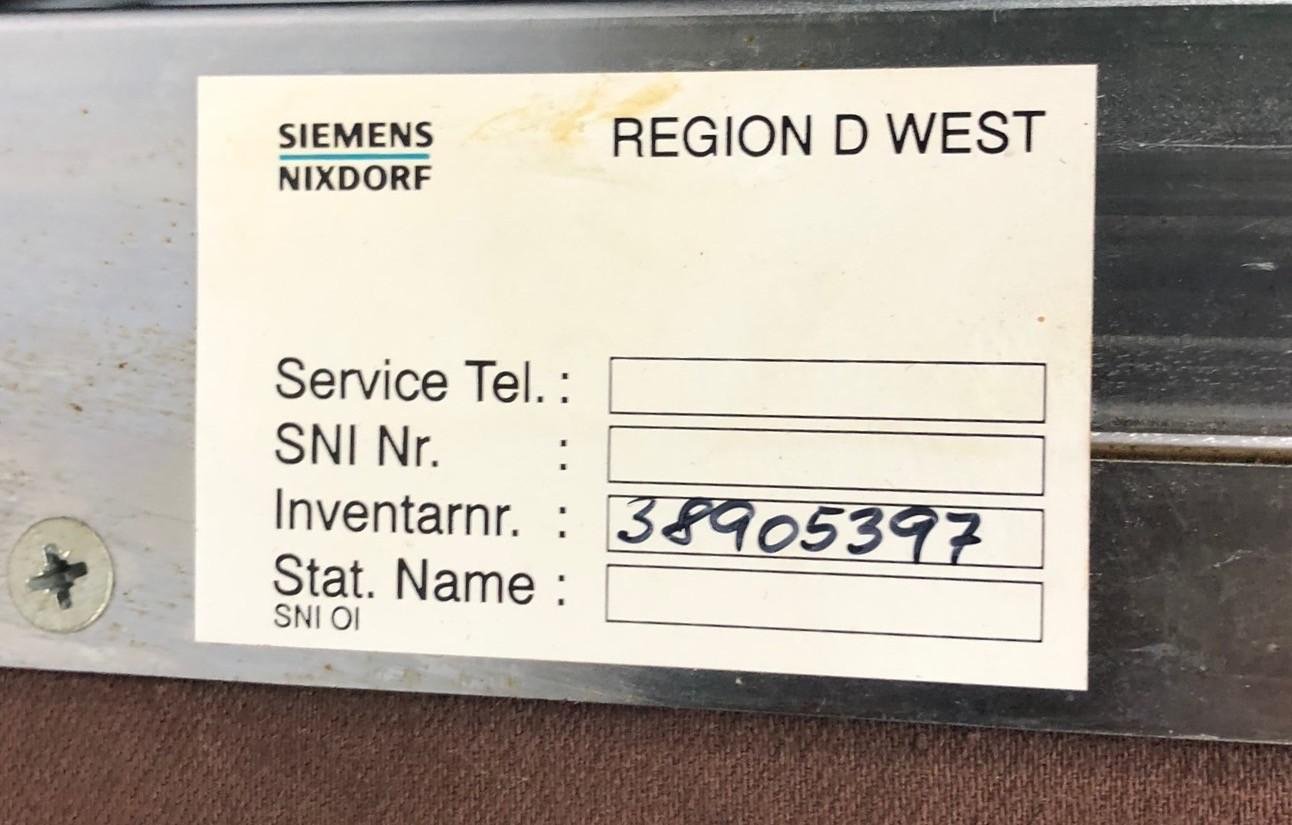 SIEMENS
NIXDORF
REGION D WEST
Service Tel. :
SNI Nr. :
Inventarnr. : 38905397
Stat. Name :
SNI OI